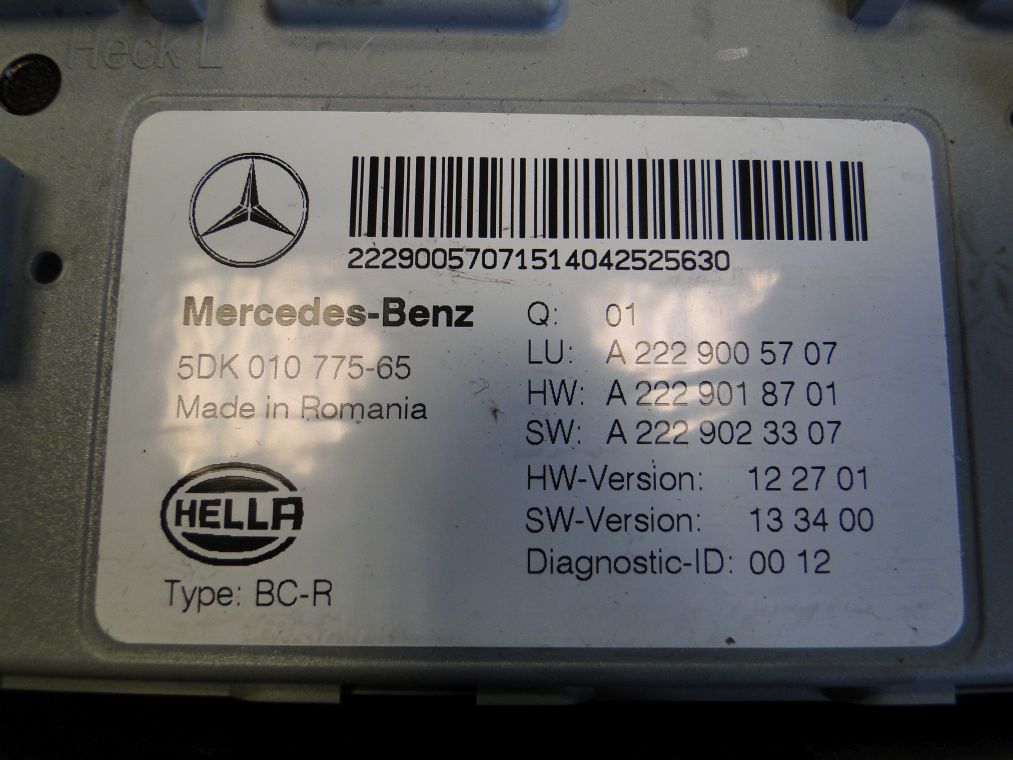 Heck L
2229005707151404252563​0
Mercedes-Benz
5DK 010 775-65
Made in Romania
HELLA
Type: BC-R
Q: 01
LU: A 222 900 57 07
HW: A 222 901 87 01
SW: A 222 902 33 07
HW-Version: 12 27 01
SW-Version: 13 34 00
Diagnostic-ID: 00 12